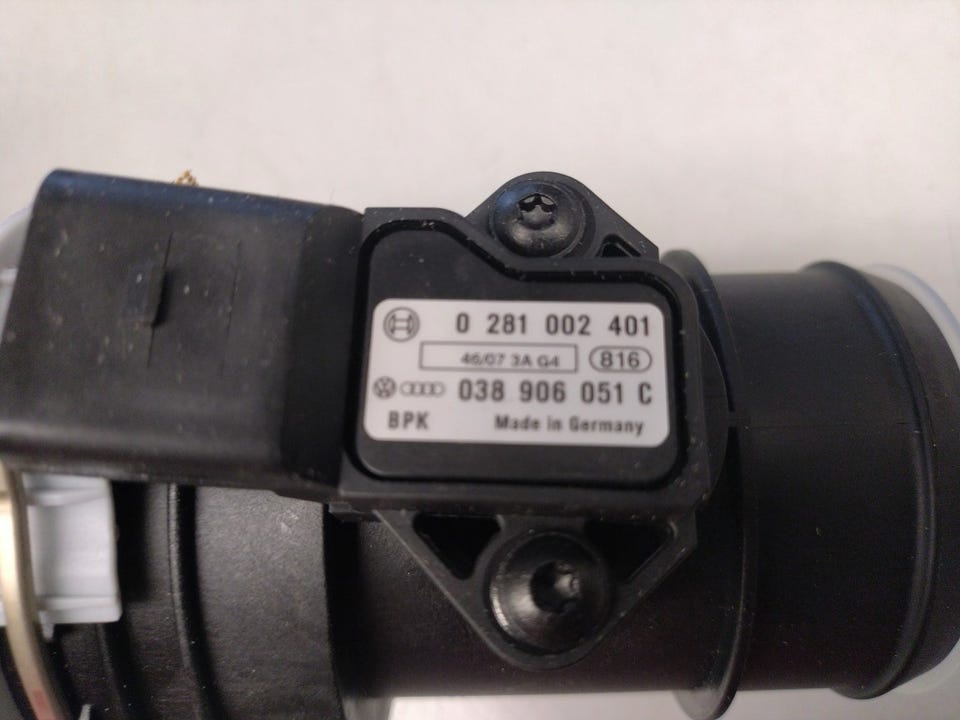 0 281 002 401
46/07 3A G4 816
038 906 051 C
BPK Made in Germany